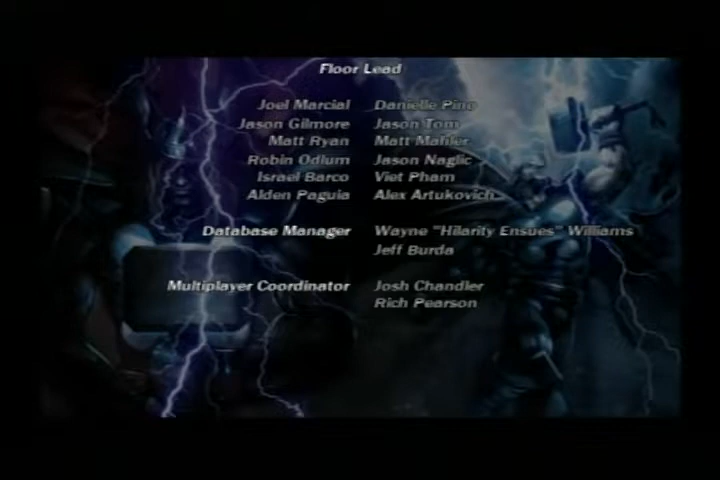 Floor Lead
Joel Marcial Danielle Pino
Jason Gilmore Jason Tom
Matt Ryan Matt Mahler
Robin Odlum Jason Naglic
Israel Barco Viet Pham
Alden Paguia Alex Artukovich
Database Manager Wayne "Hilarity Ensues" Williams
Jeff Burda
Multiplayer Coordinator Josh Chandler
Rich Pearson